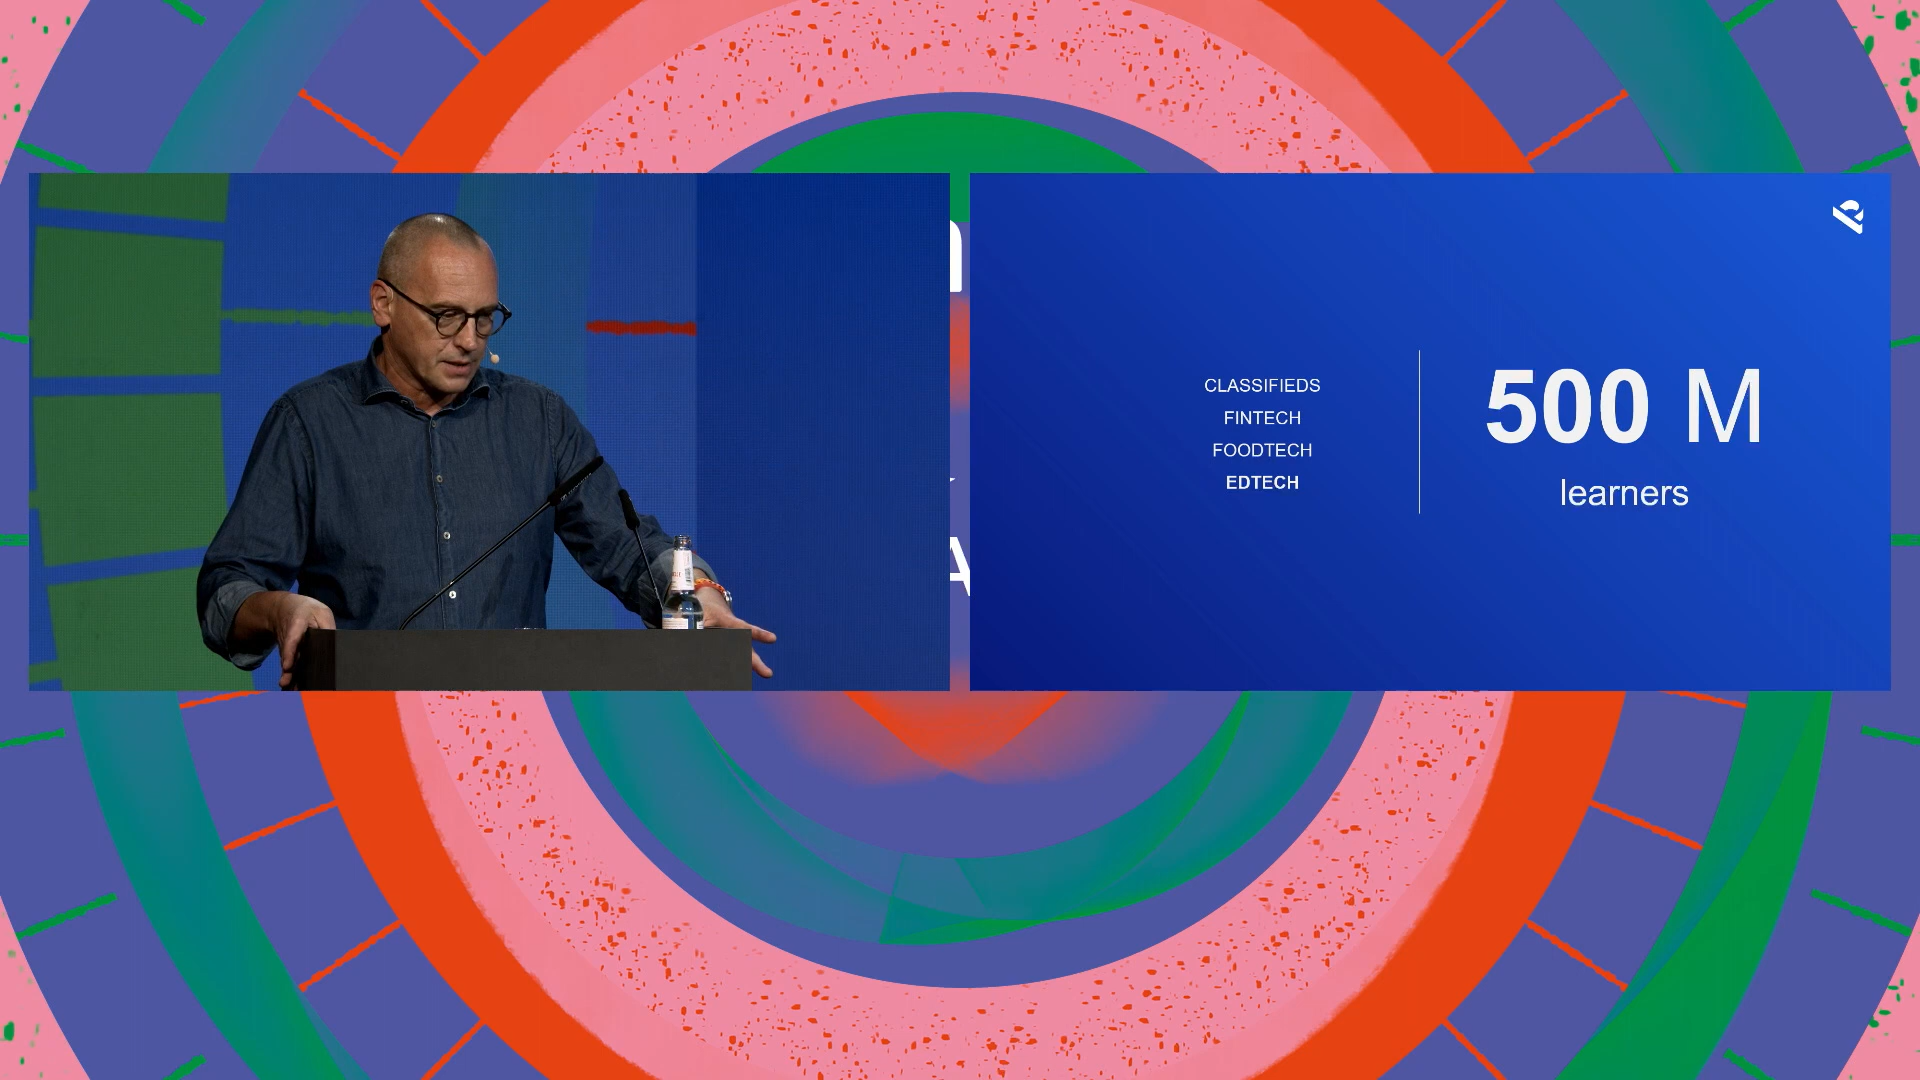 CLASSIFIEDS
FINTECH
FOODTECH
EDTECH
500 M
learners